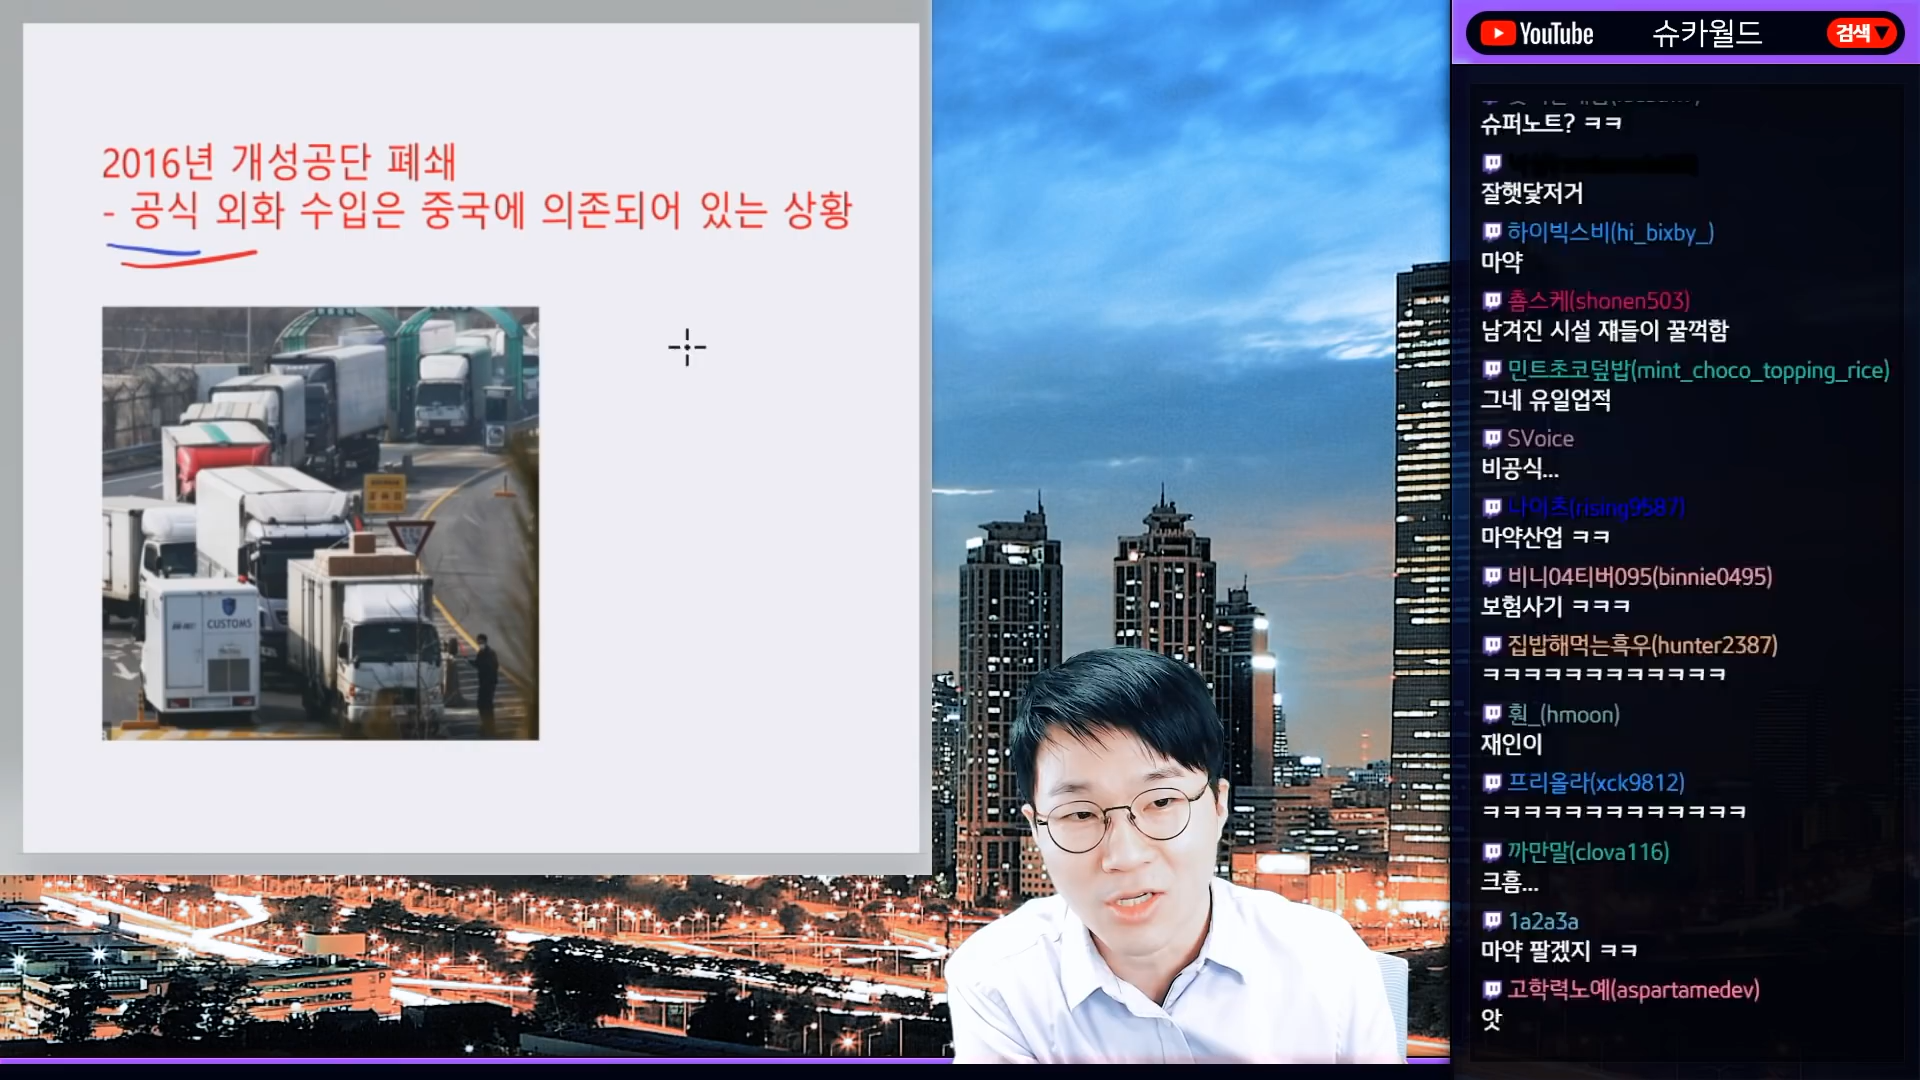 2016년 개성공단 폐쇄
- 공식 외화 수입은 중국에 의존되어 있는 상황
CUSTOMS
YouTube 슈카월드 검색▼
슈퍼노트? ㅋㅋ
잘햇닻저거
하이빅스비(hi_bixby_)
마약
춈스케(shonen503)
남겨진 시설 쟤들이 꿀꺽함
민트초코덮밥(mint_choco_topping_rice)
그네 유일업적
SVoice
비공식...
나이츠(rising9587)
마약산업 ㅋㅋ
비니04티버095(binnie0495)
보험사기 ㅋㅋㅋ
집밥해먹는흑우(hunter2387)
ㅋㅋㅋㅋㅋㅋㅋㅋㅋㅋㅋㅋ
훤_(hmoon)
재인이
프리올라(xck9812)
ㅋㅋㅋㅋㅋㅋㅋㅋㅋㅋㅋㅋㅋ
까만말(clova116)
크흠...
1a2a3a
마약 팔겠지 ㅋㅋ
고학력노예(aspartamedev)
앗